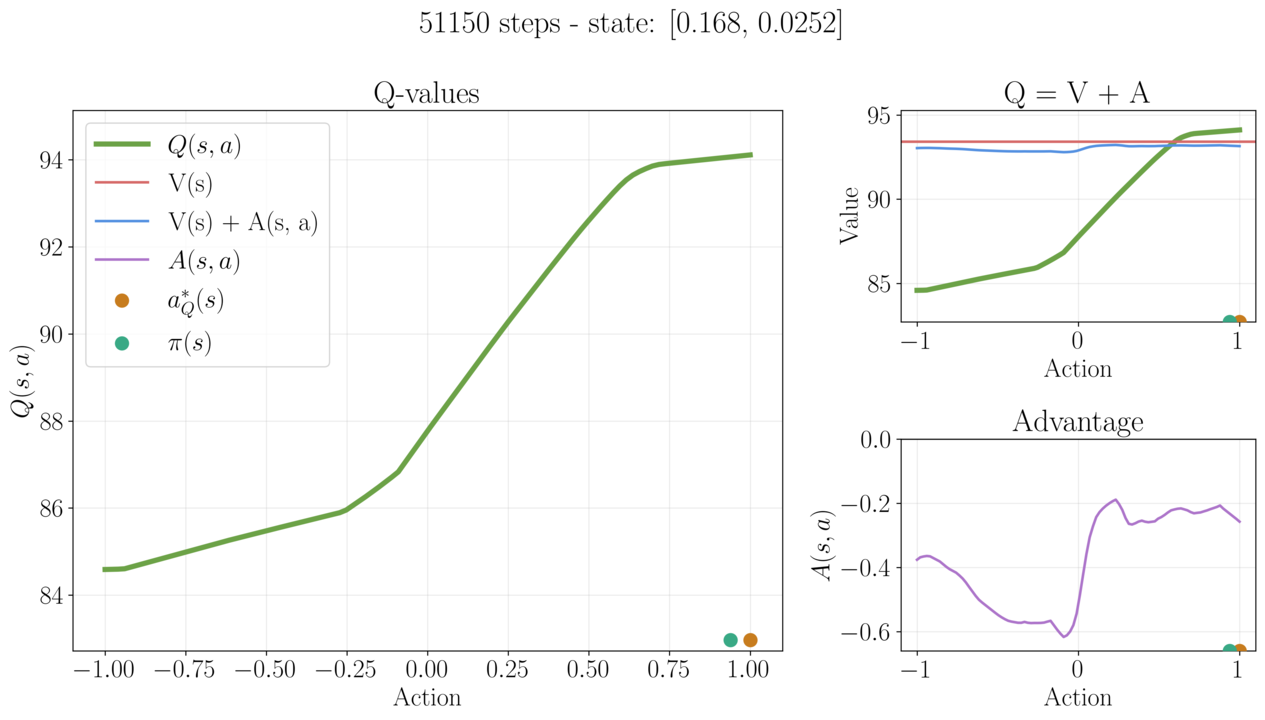 51150 steps - state: [0.168, 0.0252]
Q-values
Q(s, a)
V(s)
V(s) + A(s, a)
A(s, a)
a*Q(s)
π(s)
94
92
90
88
86
84
Q(s, a)
−1.00 −0.75 −0.50 −0.25 0.00 0.25 0.50 0.75 1.00
Action
Q = V + A
95
90
85
Value
−1 0 1
Action
Advantage
0.0
−0.2
−0.4
−0.6
A(s, a)
−1 0 1
Action